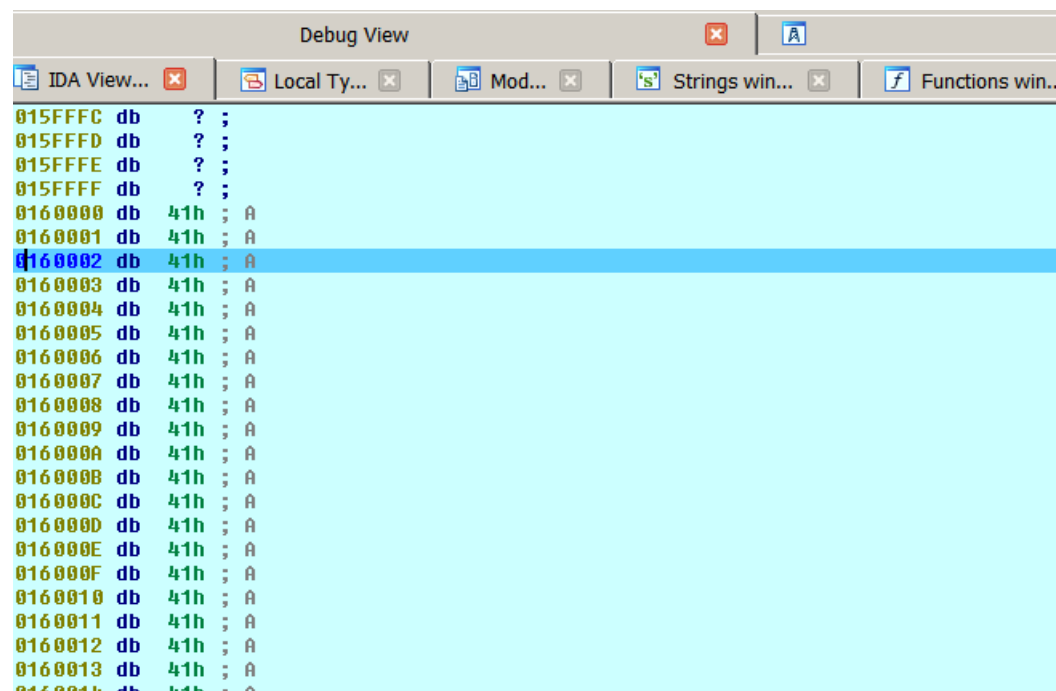 Debug View
IDA View... Local Ty... Mod... 's' Strings win... f Functions win..
015FFFC db ? ;
015FFFD db ? ;
015FFFE db ? ;
015FFFF db ? ;
0160000 db 41h ; A
0160001 db 41h ; A
0160002 db 41h ; A
0160003 db 41h ; A
0160004 db 41h ; A
0160005 db 41h ; A
0160006 db 41h ; A
0160007 db 41h ; A
0160008 db 41h ; A
0160009 db 41h ; A
016000A db 41h ; A
016000B db 41h ; A
016000C db 41h ; A
016000D db 41h ; A
016000E db 41h ; A
016000F db 41h ; A
0160010 db 41h ; A
0160011 db 41h ; A
0160012 db 41h ; A
0160013 db 41h ; A